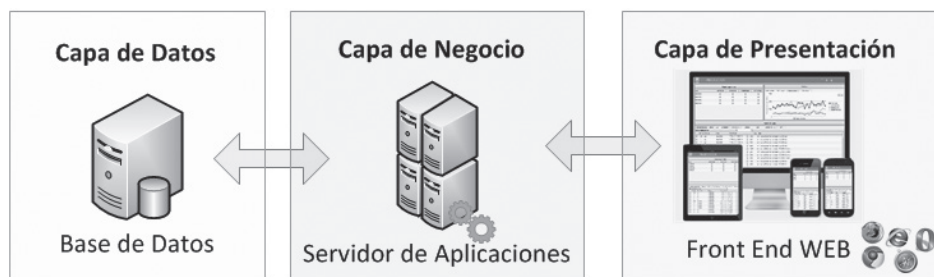 Capa de Datos
Base de Datos
Capa de Negocio
Servidor de Aplicaciones
Capa de Presentación
Front End WEB